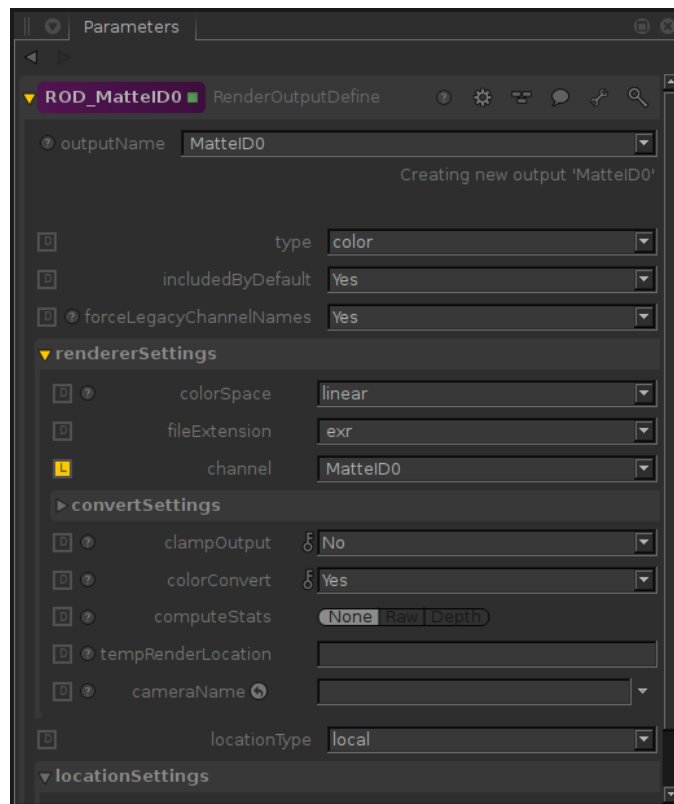 Parameters
ROD_MatteID0 RenderOutputDefine
outputName MatteID0
Creating new output 'MatteID0'
D type color
D includedByDefault Yes
D forceLegacyChannelNames Yes
rendererSettings
D colorSpace linear
D fileExtension exr
L channel MatteID0
convertSettings
D clampOutput No
D colorConvert Yes
D computeStats None Raw Depth
D tempRenderLocation
D cameraName
D locationType local
locationSettings